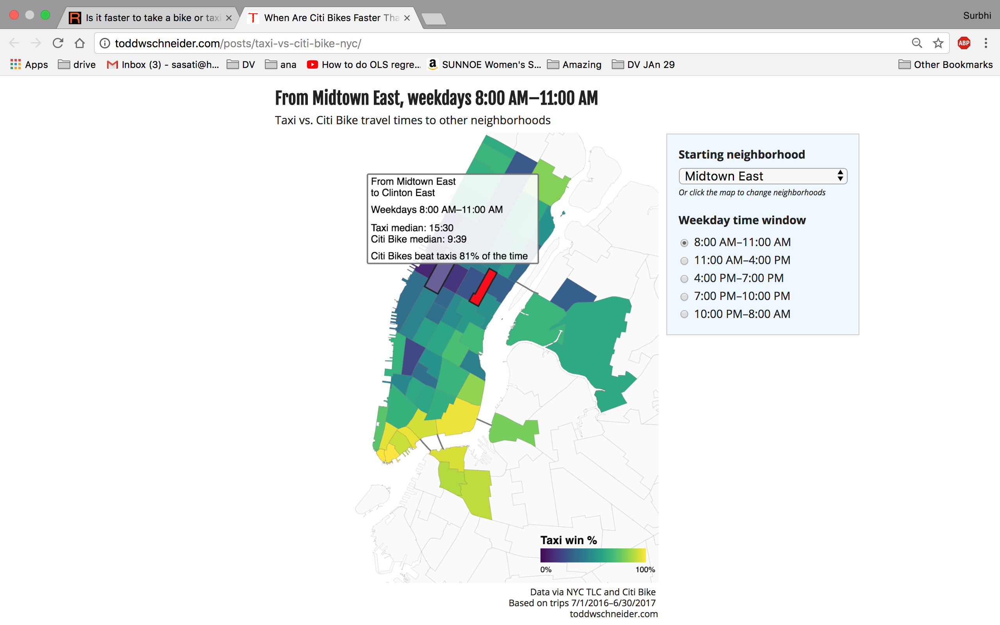 Is it faster to take a bike or taxi
When Are Citi Bikes Faster Tha
Surbhi
toddwschneider.com/posts/taxi-vs-citi-bike-nyc/
ABP
Apps
drive
Inbox (3) - sasati@h...
DV
ana
How to do OLS regre...
SUNNOE Women's S...
Amazing
DV JAn 29
Other Bookmarks
From Midtown East, weekdays 8:00 AM–11:00 AM
Taxi vs. Citi Bike travel times to other neighborhoods
From Midtown East
to Clinton East
Weekdays 8:00 AM–11:00 AM
Taxi median: 15:30
Citi Bike median: 9:39
Citi Bikes beat taxis 81% of the time
Starting neighborhood
Midtown East
Or click the map to change neighborhoods
Weekday time window
8:00 AM–11:00 AM
11:00 AM–4:00 PM
4:00 PM–7:00 PM
7:00 PM–10:00 PM
10:00 PM–8:00 AM
Taxi win %
0% 100%
Data via NYC TLC and Citi Bike
Based on trips 7/1/2016–6/30/2017
toddwschneider.com